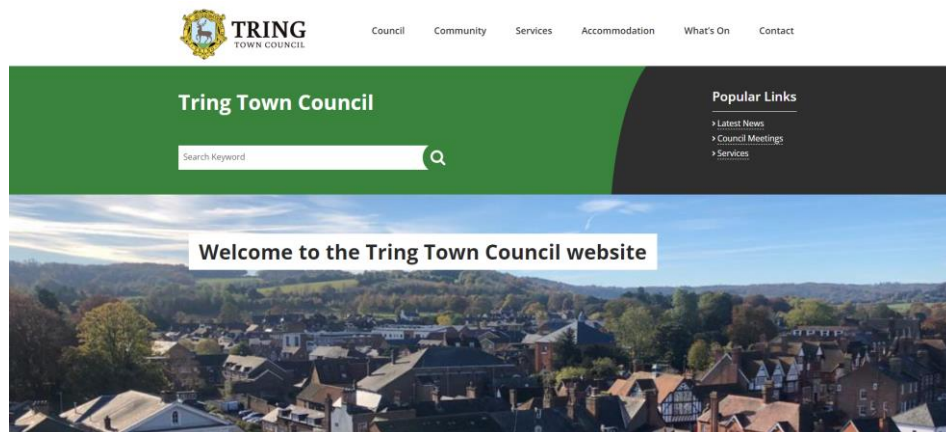 TRING
TOWN COUNCIL
Council Community Services Accommodation What's On Contact
Tring Town Council
Search Keyword
Popular Links
› Latest News
› Council Meetings
› Services
Welcome to the Tring Town Council website